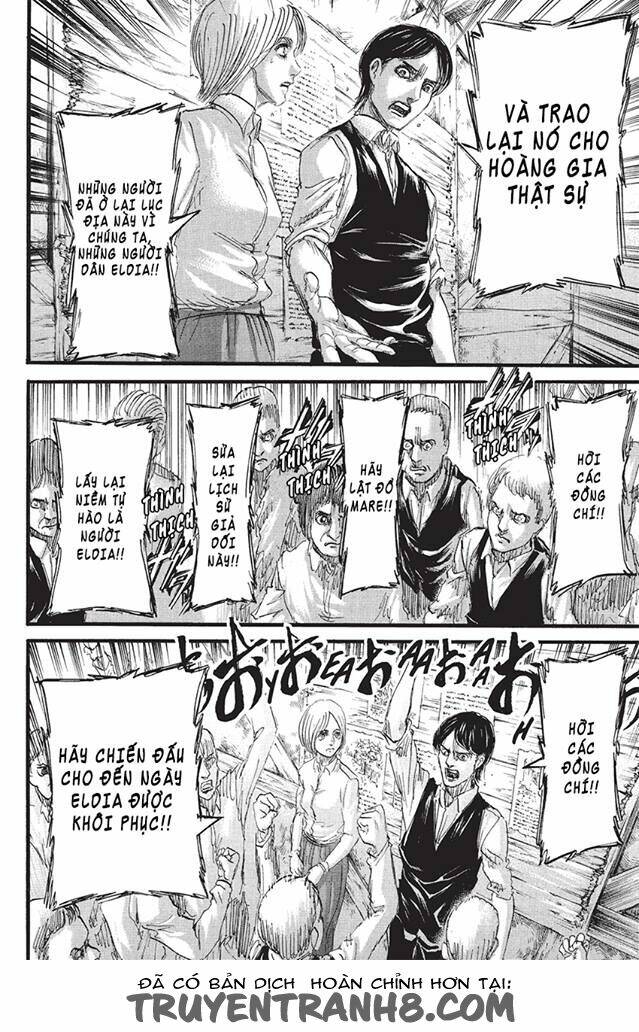 VÀ TRAO
LẠI NÓ CHO
HOÀNG GIA
THẬT SỰ
NHỮNG NGƯỜI
ĐÃ Ở LẠI LỤC
ĐỊA NÀY VÌ
CHÚNG TA,
NHỮNG NGƯỜI
DÂN ELDIA!!
HỠI
CÁC ĐỒNG
CHÍ!!
THÌNH
THỊCH
HÃY
LẬT ĐỔ
MARE!!
THÌNH
THỊCH
SỬA
LẠI LỊCH
SỬ GIẢ
DỐI NÀY!!
THÌNH
THỊCH
LẤY LẠI
NIỀM TỰ
HÀO LÀ
NGƯỜI
ELDIA!!
HỠI
CÁC ĐỒNG
CHÍ!!
YEAAAAAH
HÃY CHIẾN ĐẤU
CHO ĐẾN NGÀY
ELDIA ĐƯỢC
KHÔI PHỤC!!
ĐÃ CÓ BẢN DỊCH HOÀN CHỈNH HƠN TẠI:
TRUYENTRANH8.COM